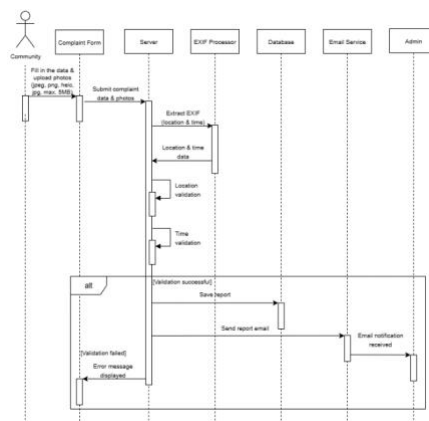 Complaint Form
Server
EXIF Processor
Database
Email Service
Admin
Community
Fill in the data &
upload photos
(jpeg, png, heic,
jpg, max. 5MB)
Submit complaint
data & photos
Extract EXIF
(location & time)
Location & time
data
Location
validation
Time
validation
alt
[Validation successful]
Save report
Send report email
Email notification
received
[Validation failed]
Error message
displayed